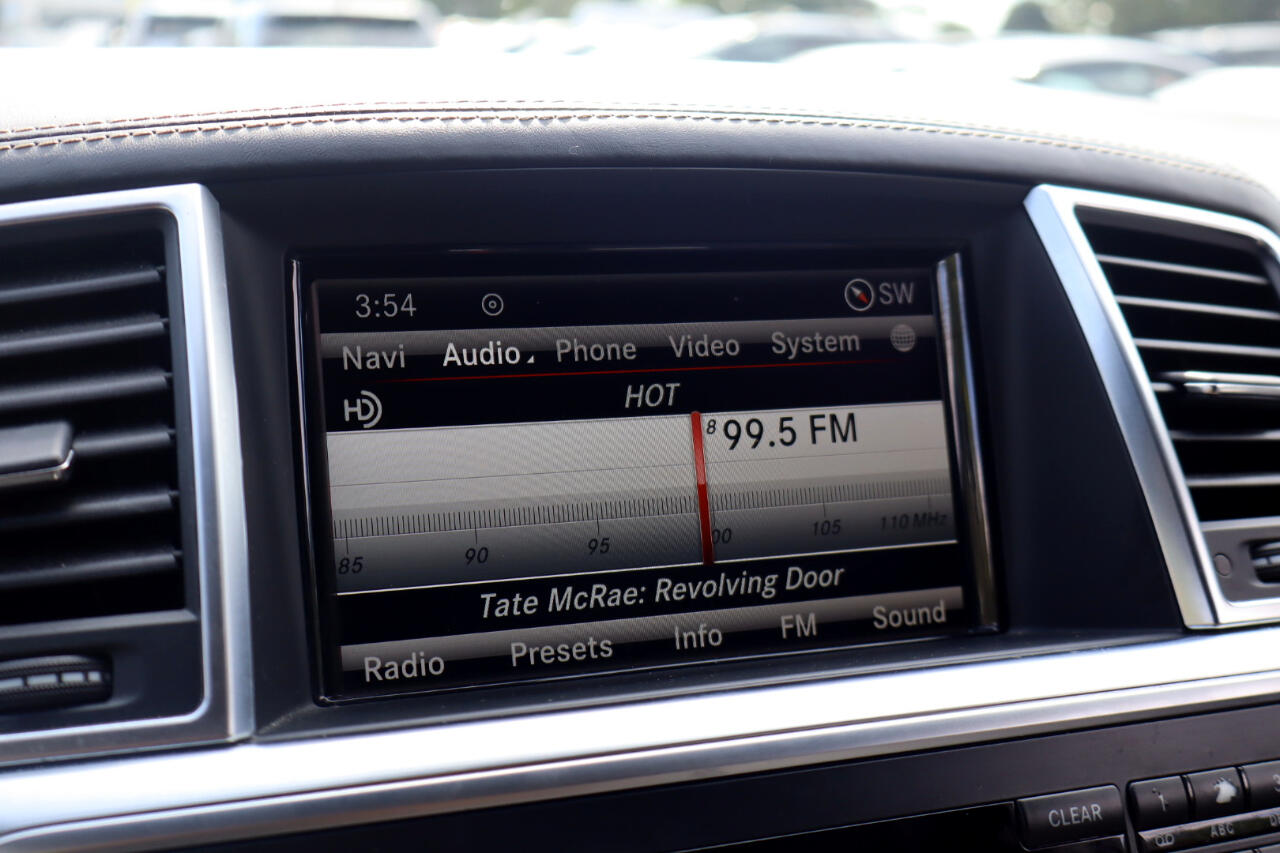 3:54 SW
Navi Audio Phone Video System
HD HOT
8 99.5 FM
85 90 95 00 105 110 MHz
Tate McRae: Revolving Door
Radio Presets Info FM Sound
CLEAR 1
ABC